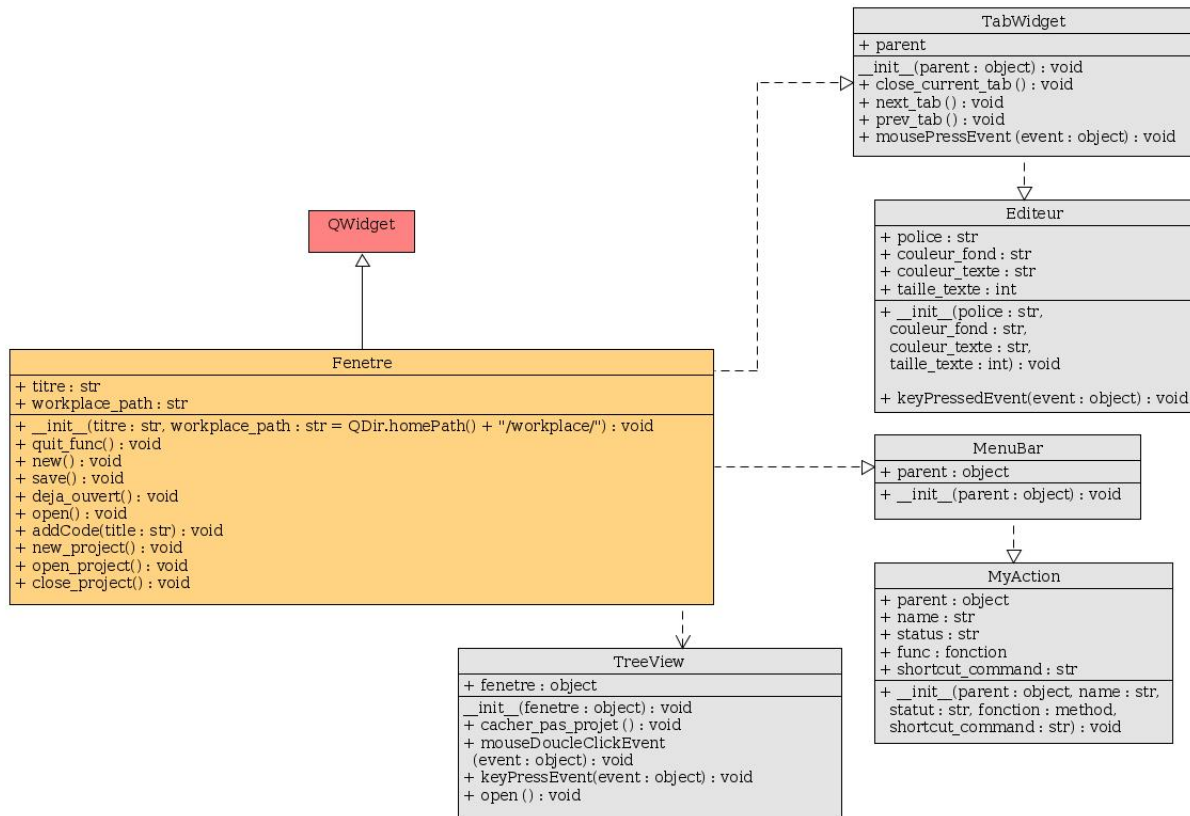 TabWidget
+ parent
__init__(parent : object) : void
+ close_current_tab () : void
+ next_tab () : void
+ prev_tab () : void
+ mousePressEvent (event : object) : void
Editeur
+ police : str
+ couleur_fond : str
+ couleur_texte : str
+ taille_texte : int
+ __init__(police : str,
couleur_fond : str,
couleur_texte : str,
taille_texte : int) : void
+ keyPressedEvent(event : object) : void
QWidget
Fenetre
+ titre : str
+ workplace_path : str
+ __init__(titre : str, workplace_path : str = QDir.homePath() + "/workplace/") : void
+ quit_func() : void
+ new() : void
+ save() : void
+ deja_ouvert() : void
+ open() : void
+ addCode(title : str) : void
+ new_project() : void
+ open_project() : void
+ close_project() : void
MenuBar
+ parent : object
+ __init__(parent : object) : void
MyAction
+ parent : object
+ name : str
+ status : str
+ func : fonction
+ shortcut_command : str
+ __init__(parent : object, name : str,
statut : str, fonction : method,
shortcut_command : str) : void
TreeView
+ fenetre : object
__init__(fenetre : object) : void
+ cacher_pas_projet () : void
+ mouseDoucleClickEvent
(event : object) : void
+ keyPressEvent(event : object) : void
+ open () : void